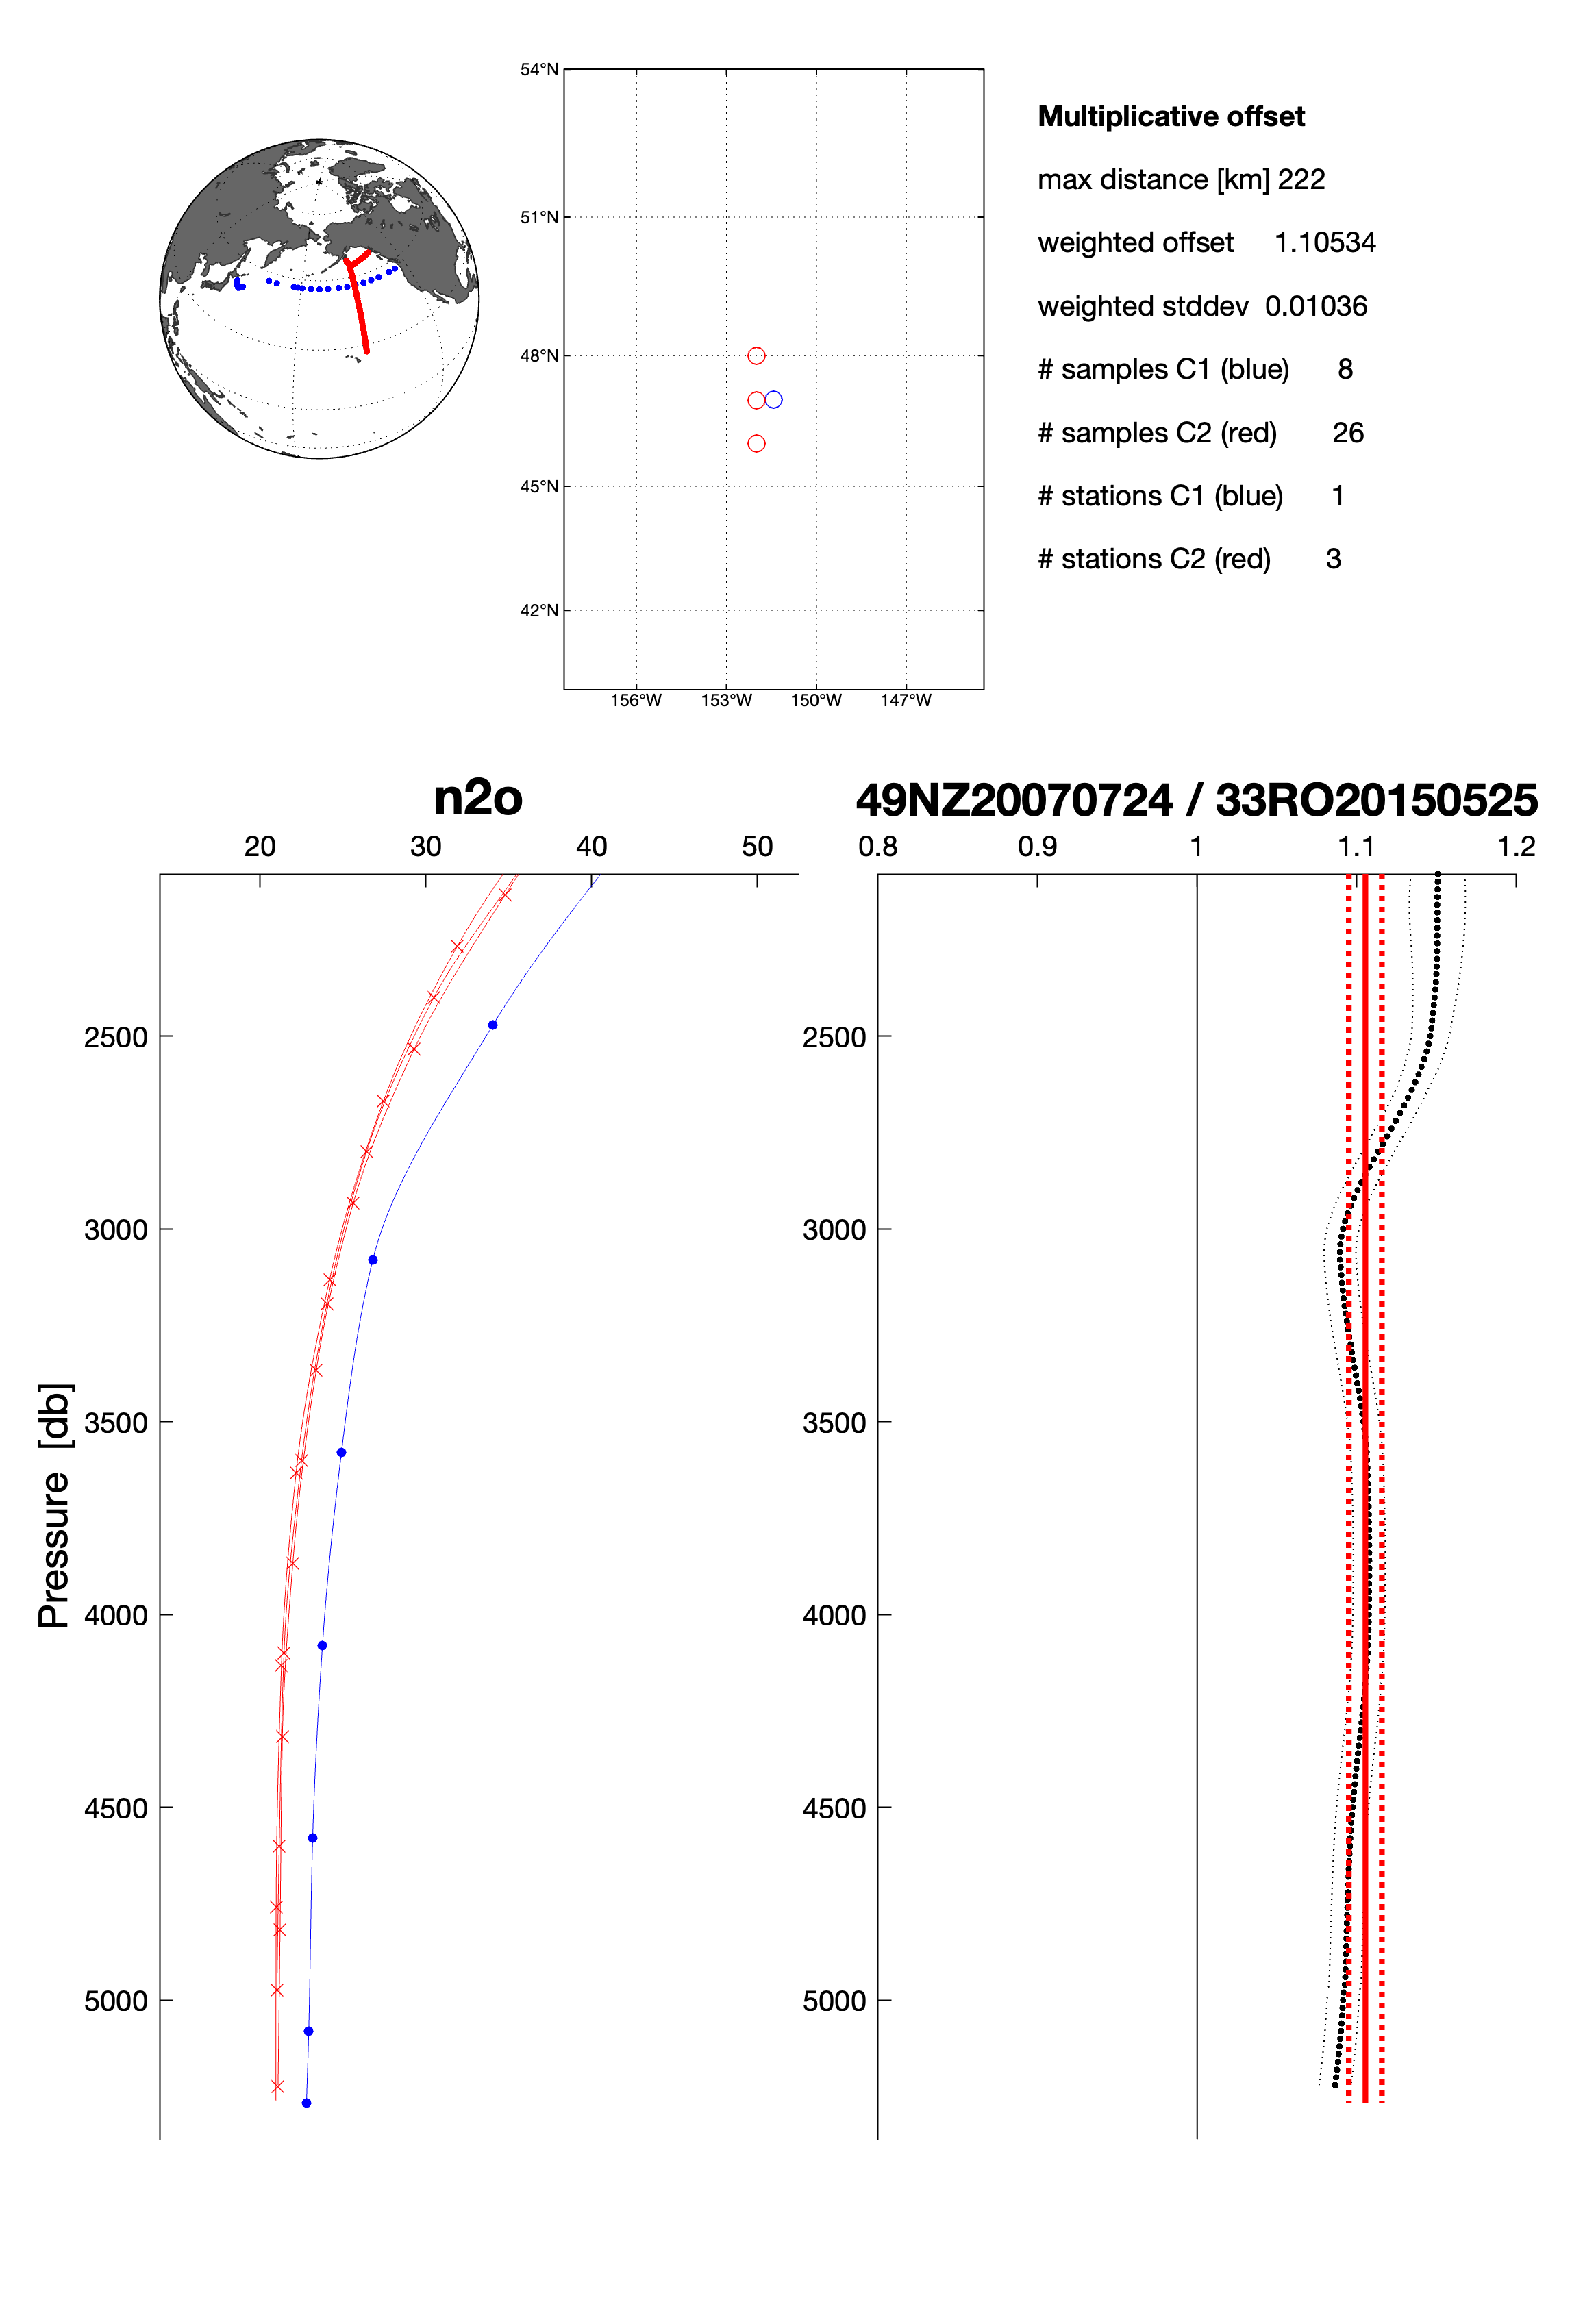 54°N
51°N
48°N
45°N
42°N
156°W 153°W 150°W 147°W
Multiplicative offset
max distance [km] 222
weighted offset 1.10534
weighted stddev 0.01036
# samples C1 (blue) 8
# samples C2 (red) 26
# stations C1 (blue) 1
# stations C2 (red) 3
n2o
20 30 40 50
2500
3000
3500
4000
4500
5000
Pressure [db]
49NZ20070724 / 33RO20150525
0.8 0.9 1 1.1 1.2
2500
3000
3500
4000
4500
5000